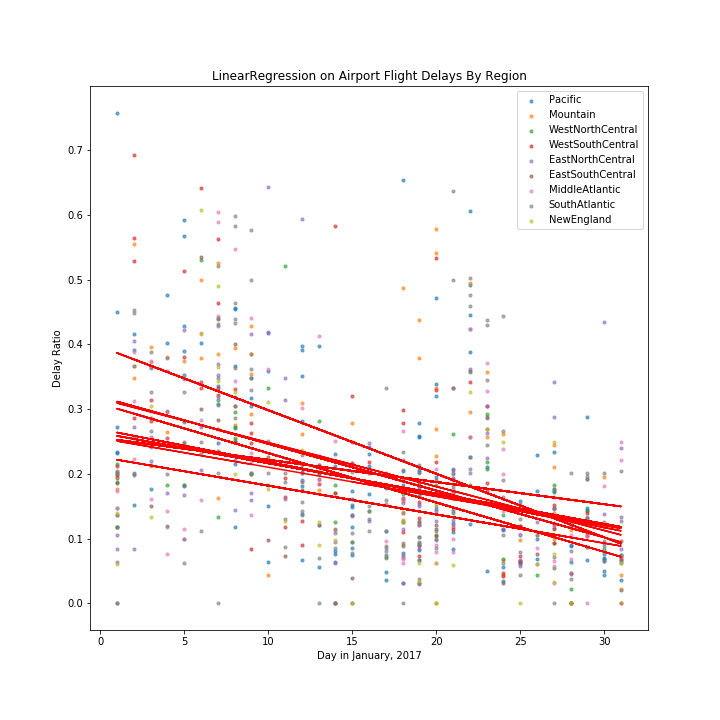 LinearRegression on Airport Flight Delays By Region
Pacific
Mountain
WestNorthCentral
WestSouthCentral
EastNorthCentral
EastSouthCentral
MiddleAtlantic
SouthAtlantic
NewEngland
0.7
0.6
0.5
0.4
0.3
0.2
0.1
0.0
Delay Ratio
0 5 10 15 20 25 30
Day in January, 2017